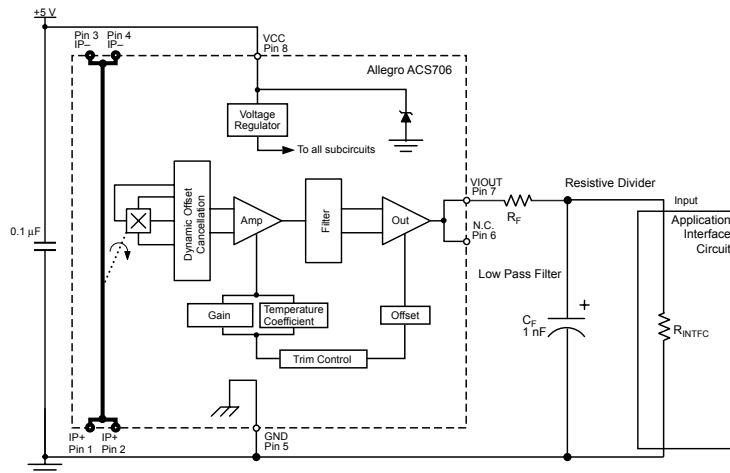 +5 V
Pin 3 Pin 4
IP– IP–
VCC
Pin 8
Allegro ACS706
Voltage
Regulator
To all subcircuits
VIOUT
Pin 7
Resistive Divider
Input
Application
Interface
Circuit
RF
N.C.
Pin 6
0.1 µF
Dynamic Offset
Cancellation
Amp
Filter
Out
Low Pass Filter
Gain
Temperature
Coefficient
Offset
+
CF
1 nF
RINTFC
Trim Control
IP+ IP+
Pin 1 Pin 2
GND
Pin 5